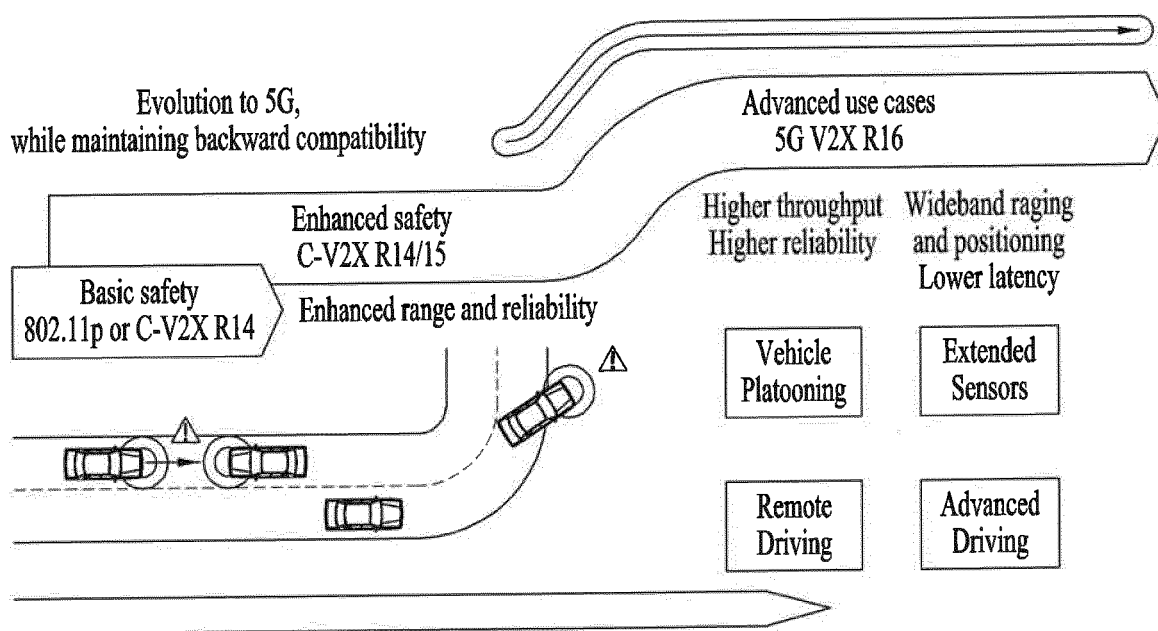 Evolution to 5G,
while maintaining backward compatibility
Advanced use cases
5G V2X R16
Enhanced safety
C-V2X R14/15
Higher throughput
Higher reliability
Wideband raging
and positioning
Lower latency
Basic safety
802.11p or C-V2X R14
Enhanced range and reliability
Vehicle
Platooning
Extended
Sensors
Remote
Driving
Advanced
Driving